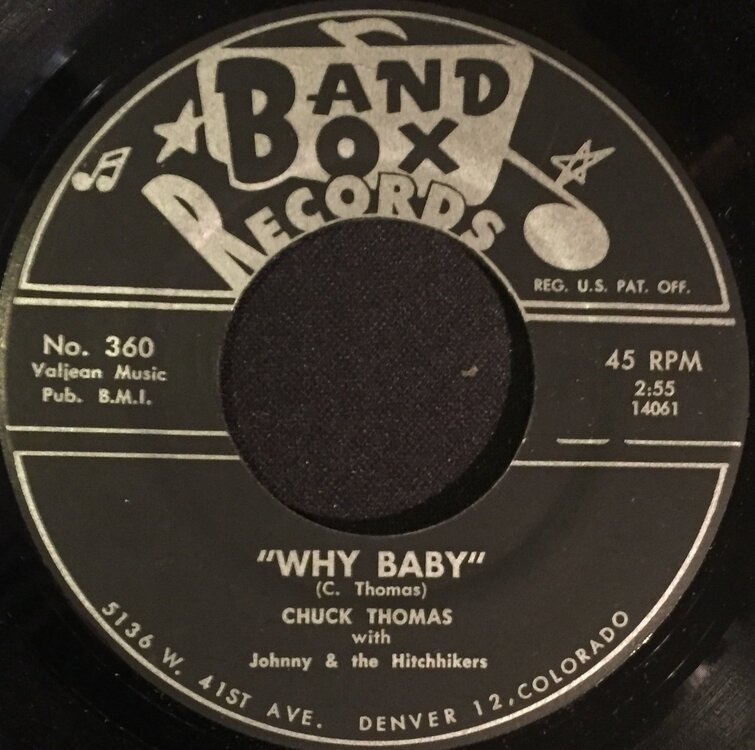 BAND
BOX
RECORDS
REG. U.S. PAT. OFF.
No. 360
Valjean Music
Pub. B.M.I.
45 RPM
2:55
14061
"WHY BABY"
(C. Thomas)
CHUCK THOMAS
with
Johnny & the Hitchhikers
5136 W. 41ST AVE. DENVER 12, COLORADO